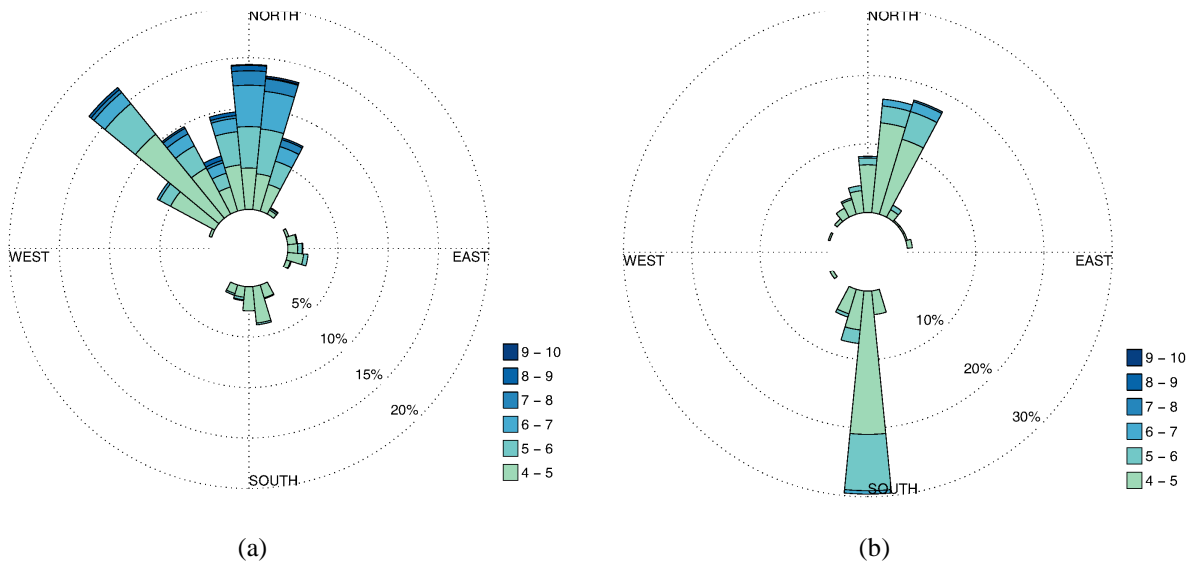 NORTH
WEST
EAST
SOUTH
5%
10%
15%
20%
9 – 10
8 – 9
7 – 8
6 – 7
5 – 6
4 – 5
(a)
NORTH
WEST
EAST
SOUTH
10%
20%
30%
9 – 10
8 – 9
7 – 8
6 – 7
5 – 6
4 – 5
(b)